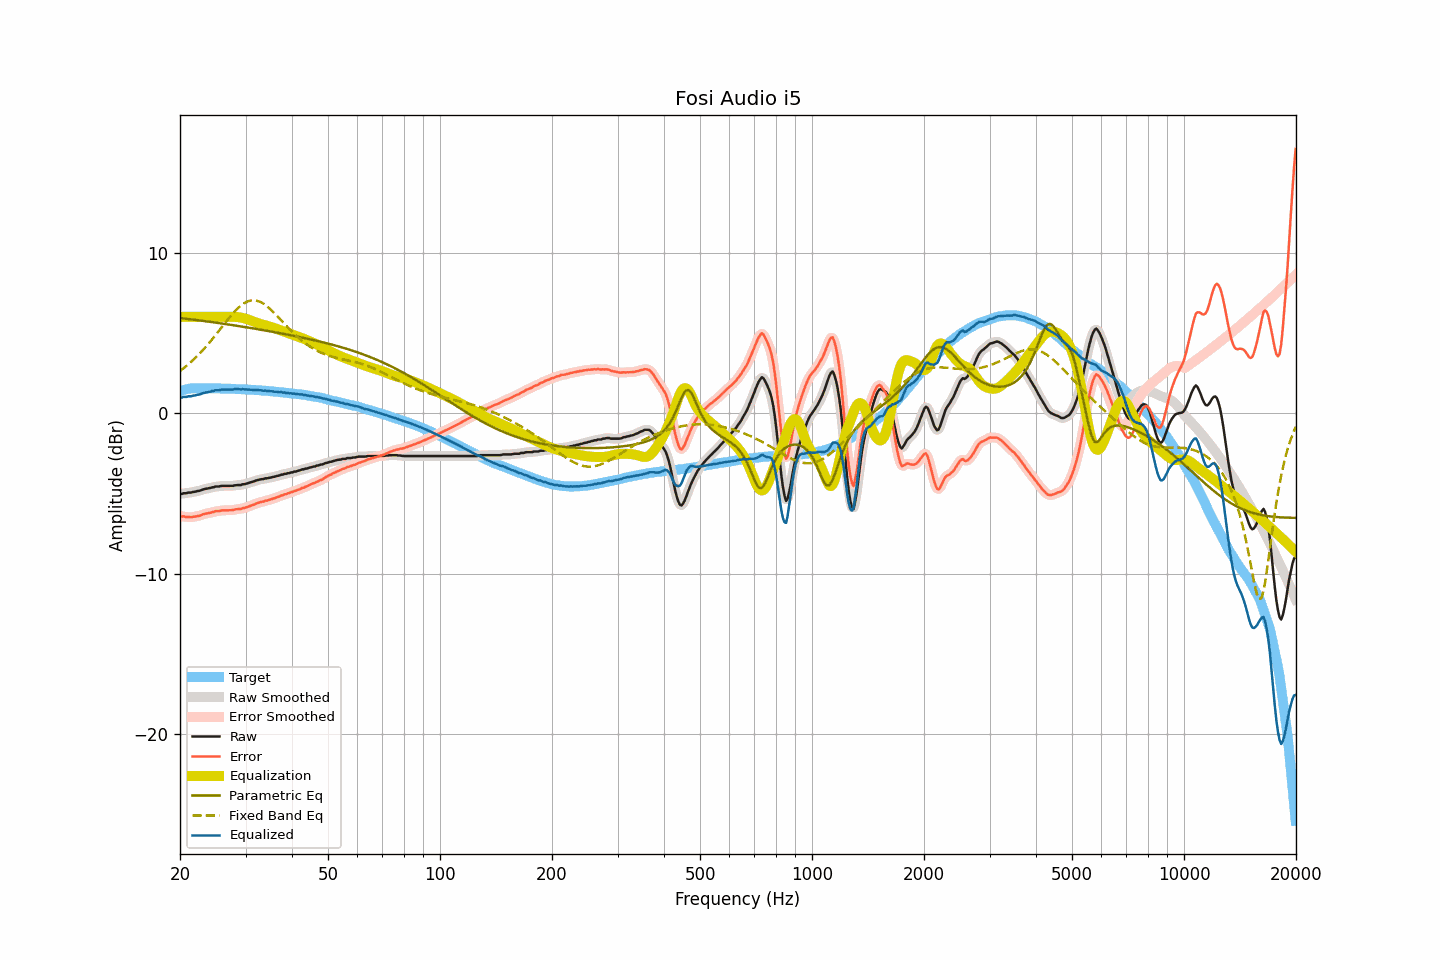 Fosi Audio i5
10
0
−10
−20
Amplitude (dBr)
Target
Raw Smoothed
Error Smoothed
Raw
Error
Equalization
Parametric Eq
Fixed Band Eq
Equalized
20 50 100 200 500 1000 2000 5000 10000 20000
Frequency (Hz)